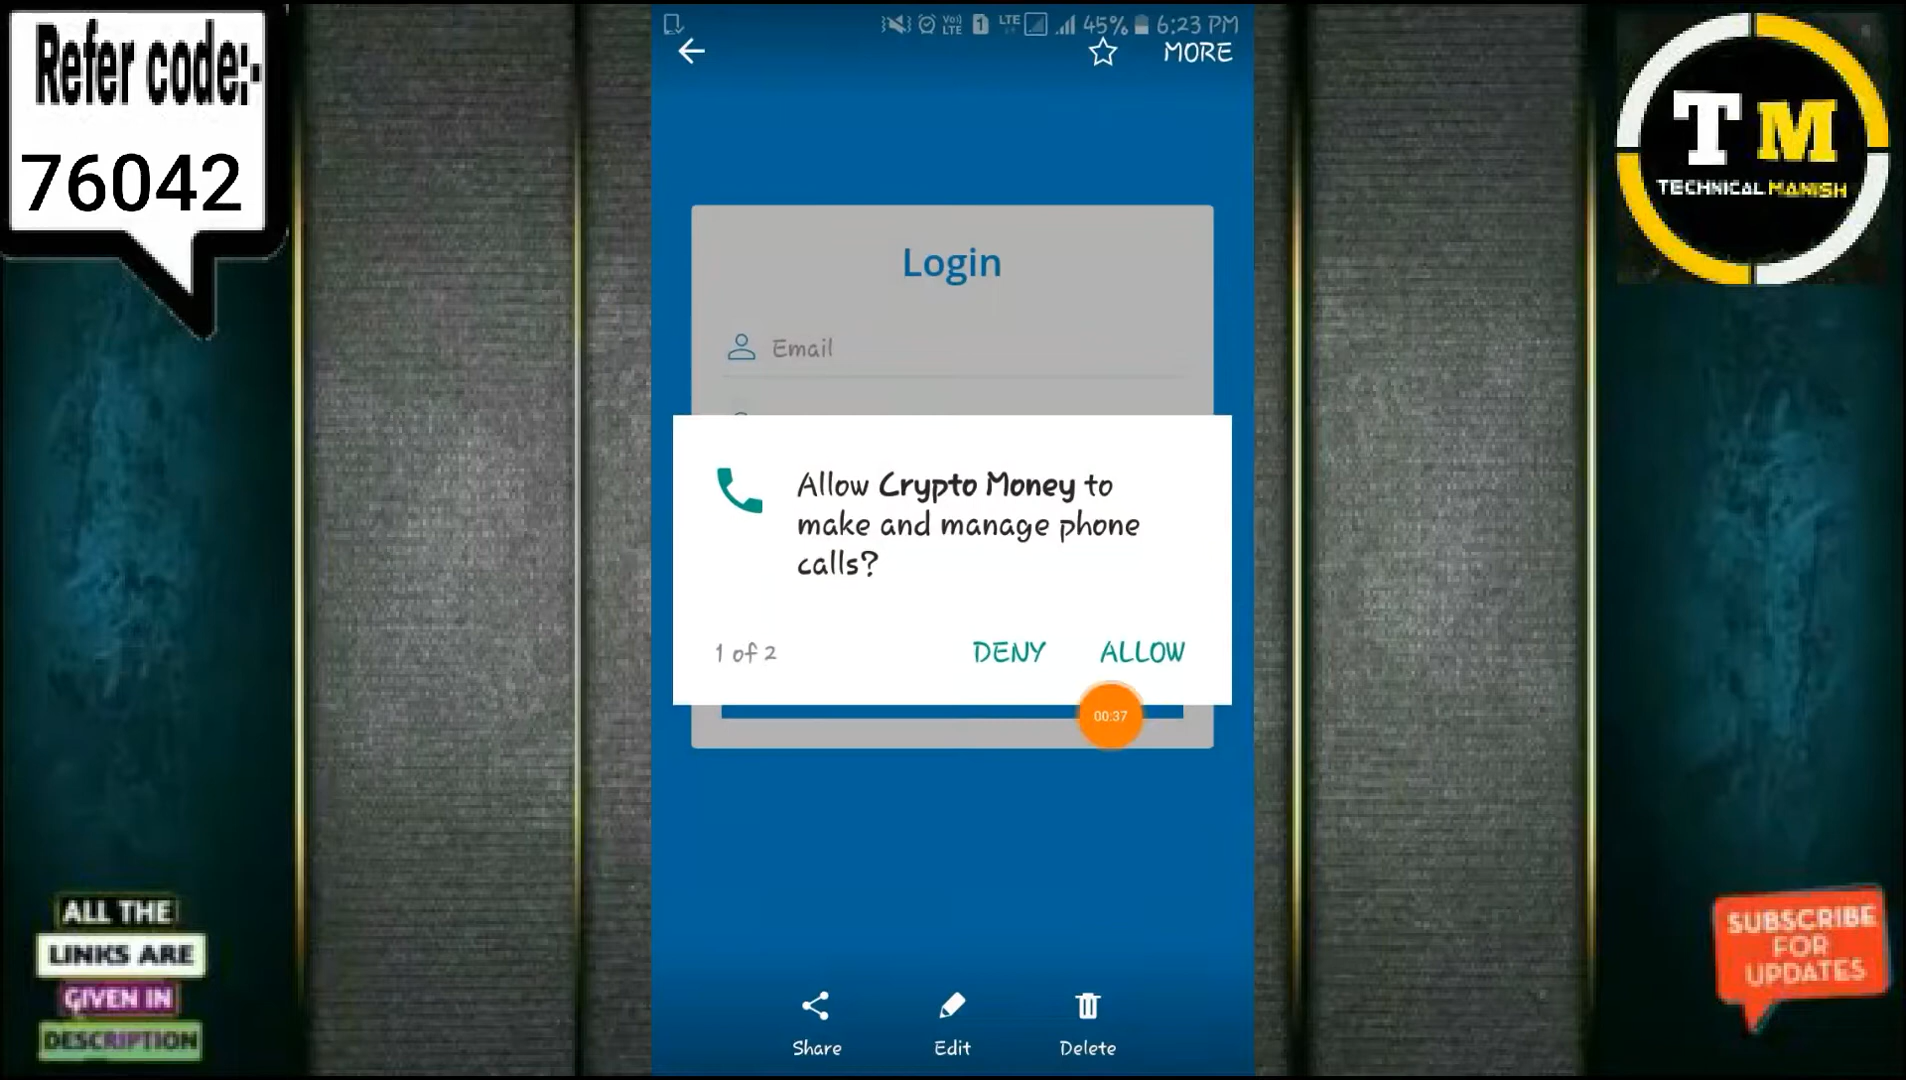 Refer code:-
76042
45% 6:23 PM
MORE
TM
TECHNICAL MANISH
Login
Email
Allow Crypto Money to
make and manage phone
calls?
1 of 2
DENY
ALLOW
00:37
ALL THE
LINKS ARE
GIVEN IN
DESCRIPTION
SUBSCRIBE
FOR
UPDATES
Share
Edit
Delete